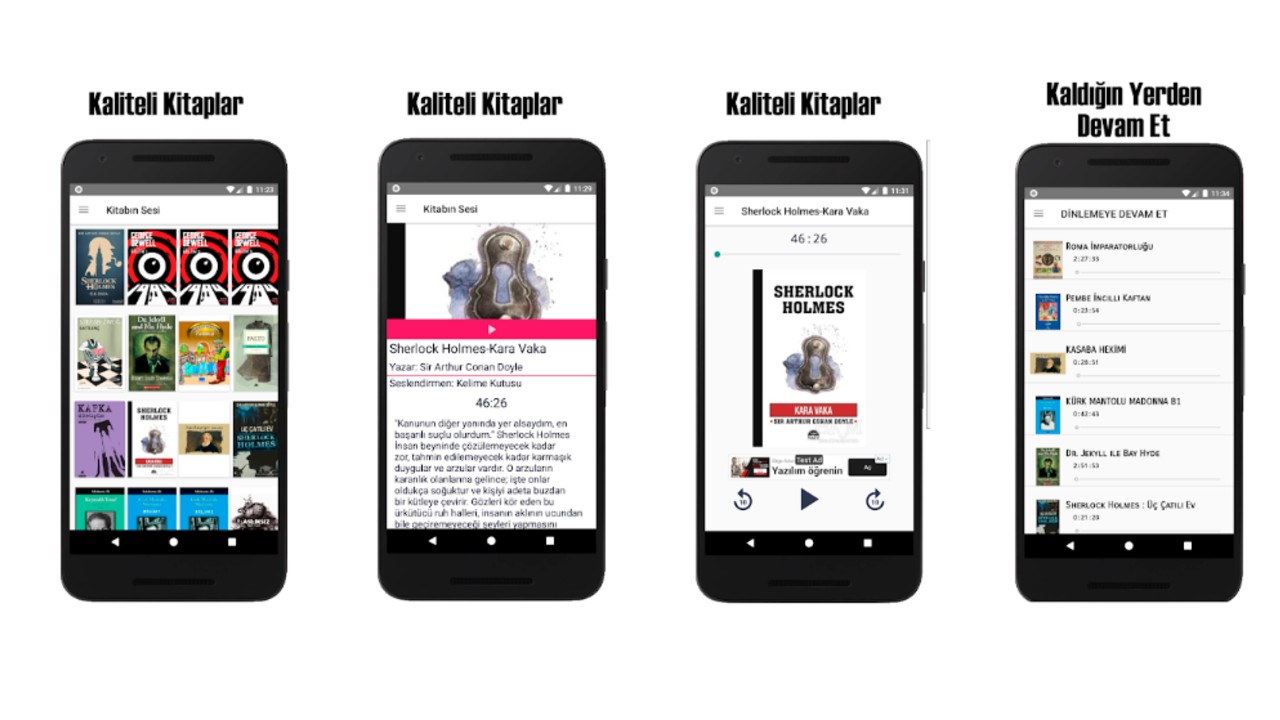 Kaliteli Kitaplar
11:23
Kitabın Sesi
SHERLOCK
HOLMES
GEORGE
ORWELL
GEORGE
ORWELL
GEORGE
ORWELL
Dr. Jekyll
and Mr. Hyde
KAFKA
SHERLOCK
HOLMES
ÜÇ ÇATILI EV
SHERLOCK
HOLMES
Kaliteli Kitaplar
11:29
Kitabın Sesi
Sherlock Holmes-Kara Vaka
Yazar: Sir Arthur Conan Doyle
Seslendirmen: Kelime Kutusu
46:26
"Kanunun diğer yanında yer alsaydım, en
başarılı suçlu olurdum." Sherlock Holmes
İnsan beyninde çözülemeyecek kadar
zor, tahmin edilemeyecek kadar karmaşık
duygular ve arzular vardır. O arzuların
karanlık olanlarına gelince; işte onlar
oldukça soğuktur ve kişiyi adeta buzdan
bir kütleye çevirir. Gözleri kör eden bu
ürkütücü ruh halleri, insanın aklının ucundan
bile geçiremeyeceği şeyleri yapmasını
Kaliteli Kitaplar
11:31
Sherlock Holmes-Kara Vaka
46:26
SHERLOCK
HOLMES
KARA VAKA
SIR ARTHUR CONAN DOYLE
Test Ad
Yazılım öğrenin
10
10
Kaldığın Yerden
Devam Et
11:34
DİNLEMEYE DEVAM ET
Roma İmparatorluğu
2:27:35
Pembe İncili Kaftan
0:23:54
KASABA HEKİMİ
0:28:51
KÜRK MANTOLU MADONNA B1
0:42:43
Dr. Jekyll ile Bay Hyde
2:51:53
Sherlock Holmes : Üç Çatılı Ev
0:21:29